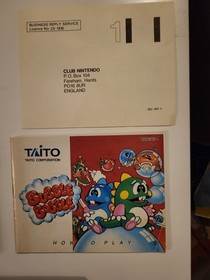 BUSINESS REPLY SERVICE
Licence No
CLUB NINTENDO
P.O. Box 104
Fareham, Hants.
PO16 8UR
ENGLAND
TAITO
TAITO CORPORATION
BUBBLE
BOBBLE
HOW TO PLAY